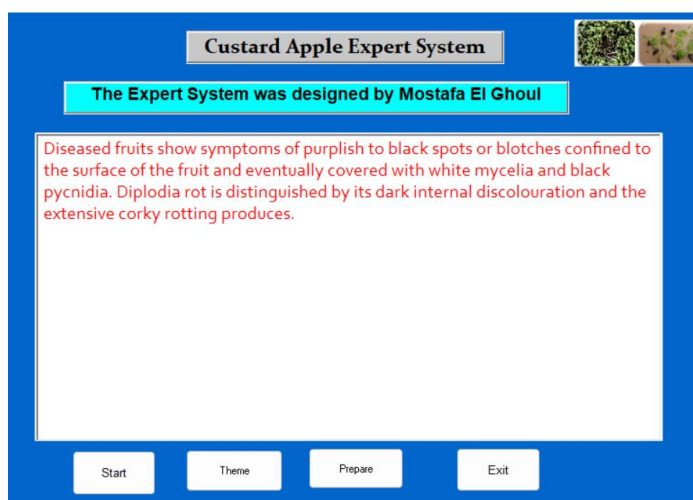 Custard Apple Expert System
The Expert System was designed by Mostafa El Ghoul
Diseased fruits show symptoms of purplish to black spots or blotches confined to
the surface of the fruit and eventually covered with white mycelia and black
pycnidia. Diplodia rot is distinguished by its dark internal discolouration and the
extensive corky rotting produces.
Start
Theme
Prepare
Exit